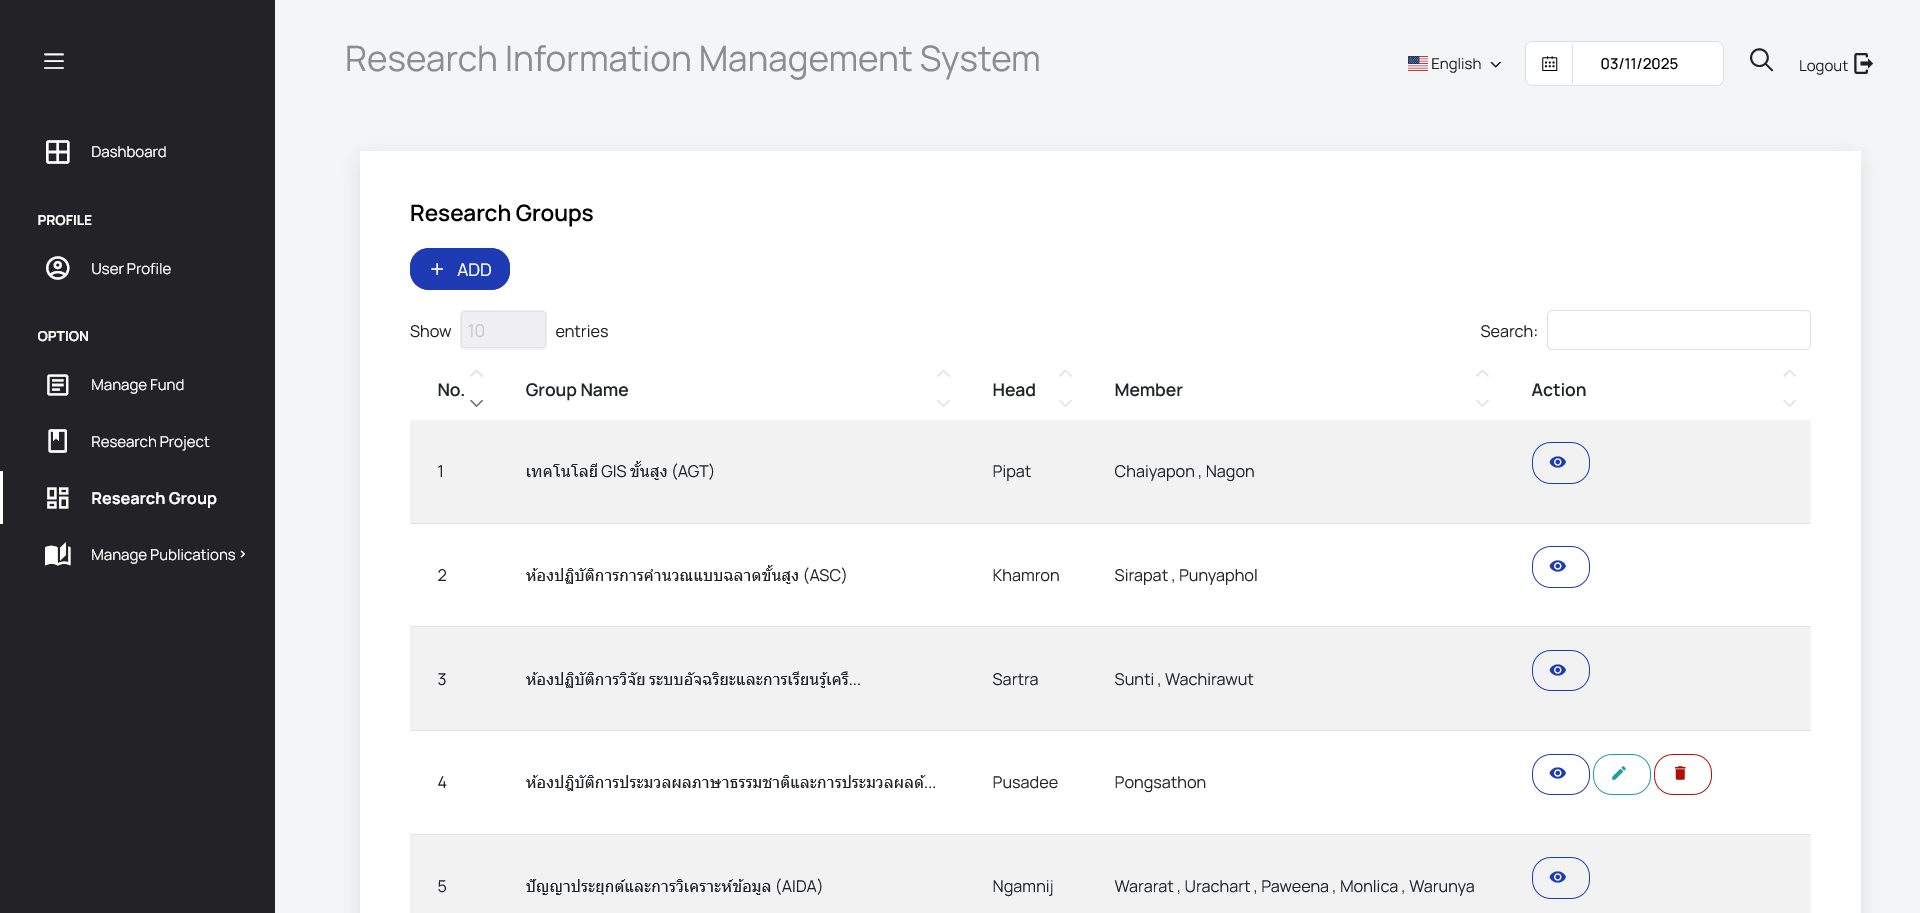 Research Information Management System
English
03/11/2025
Logout
Dashboard
PROFILE
User Profile
OPTION
Manage Fund
Research Project
Research Group
Manage Publications
Research Groups
+ ADD
Show 10 entries
Search:
No. Group Name Head Member Action
1 เทคโนโลยี GIS ขั้นสูง (AGT) Pipat Chaiyapon , Nagon
2 ห้องปฏิบัติการการคำนวณแบบฉลาดขั้นสูง (ASC) Khamron Sirapat , Punyaphol
3 ห้องปฏิบัติการวิจัย ระบบอัจฉริยะและการเรียนรู้เครื... Sartra Sunti , Wachirawut
4 ห้องปฎิบัติการประมวลผลภาษาธรรมชาติและการประมวลผลด้... Pusadee Pongsathon
5 ปัญญาประยุกต์และการวิเคราะห์ข้อมูล (AIDA) Ngamnij Wararat , Urachart , Paweena , Monlica , Warunya